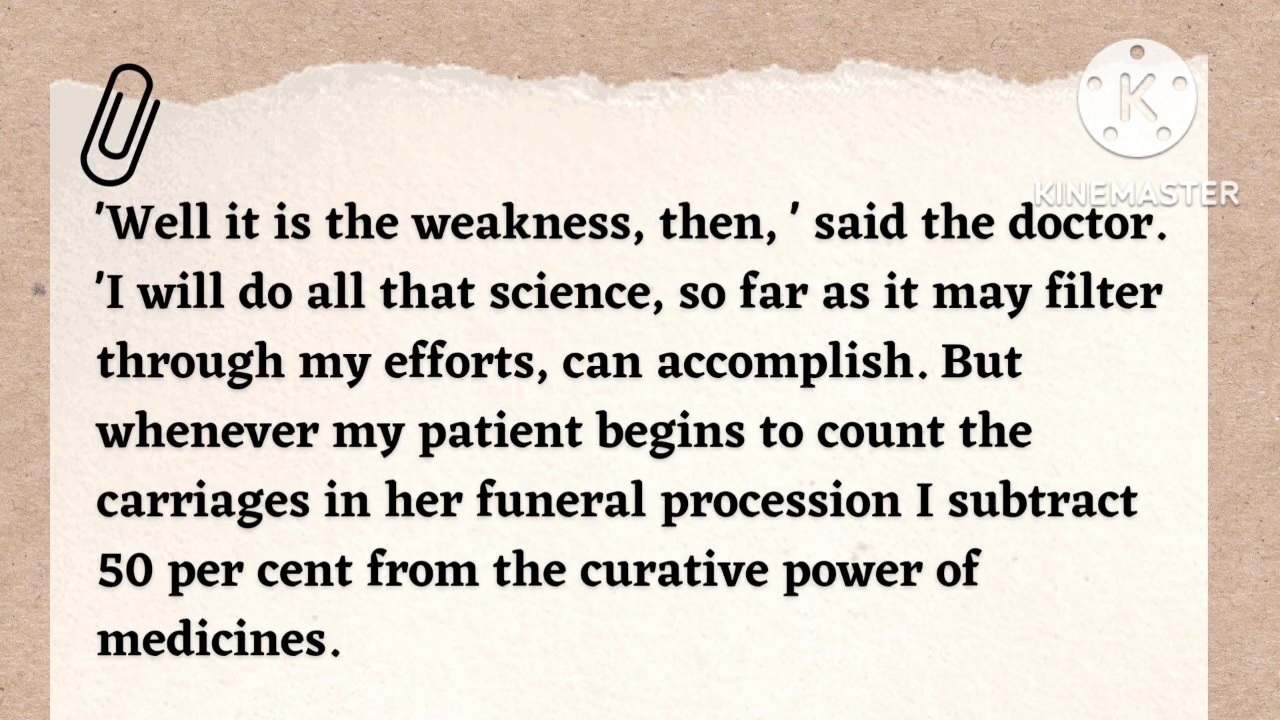 KINEMASTER
'Well it is the weakness, then, ' said the doctor.
'I will do all that science, so far as it may filter
through my efforts, can accomplish. But
whenever my patient begins to count the
carriages in her funeral procession I subtract
50 per cent from the curative power of
medicines.